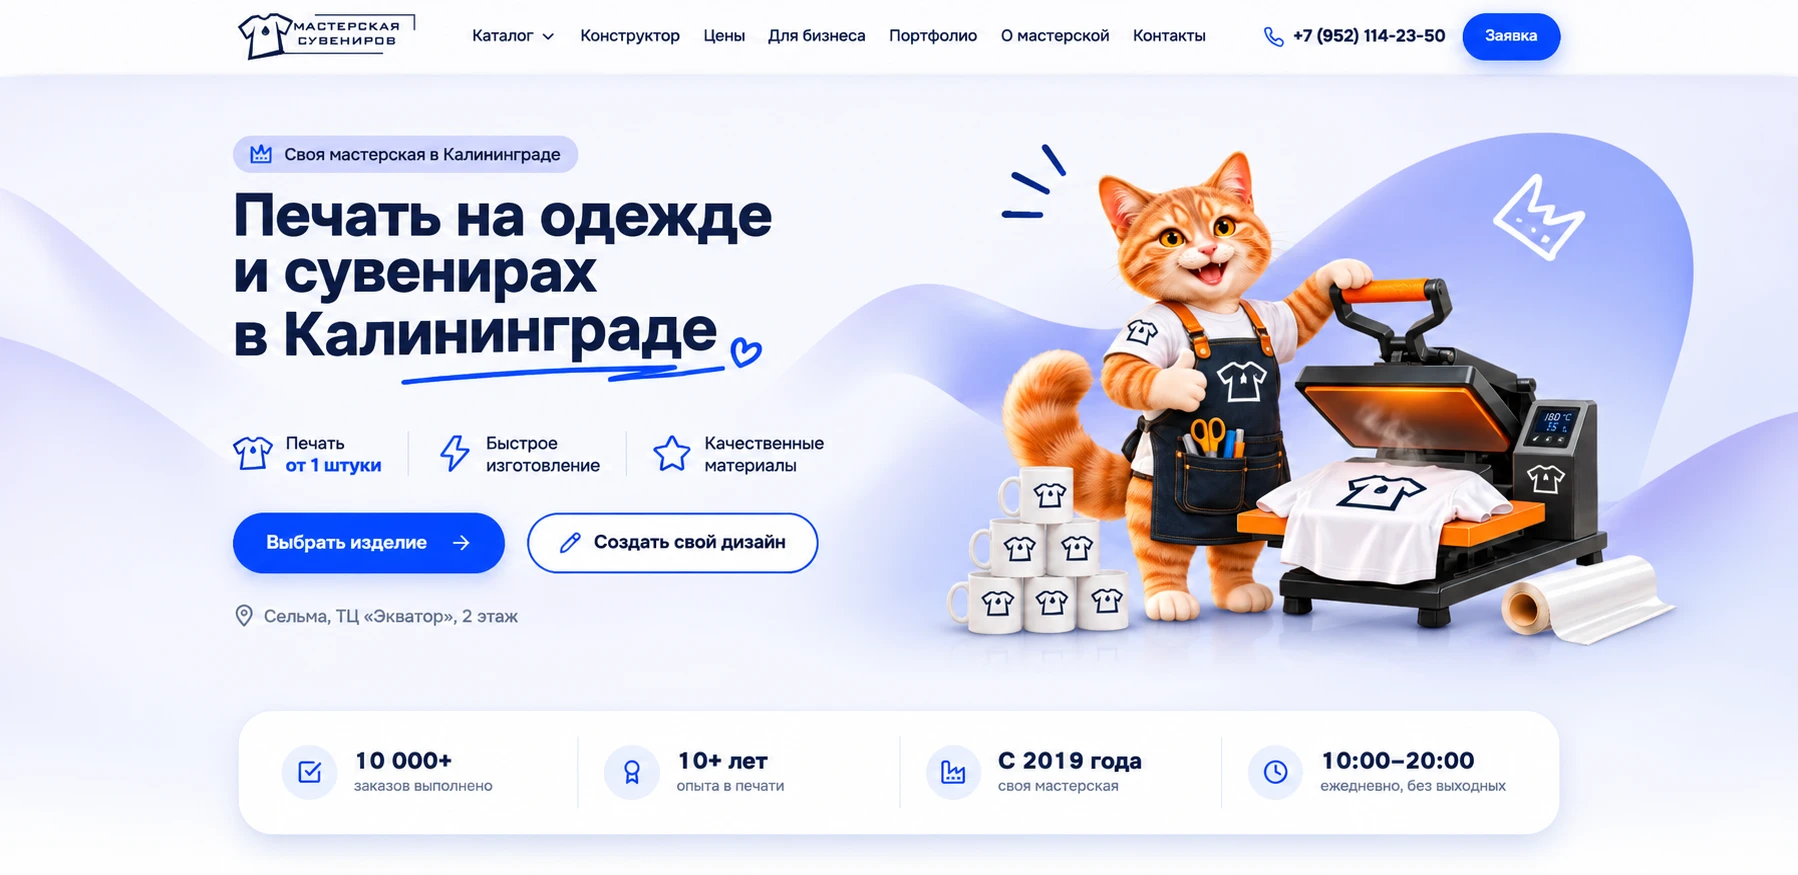 МАСТЕРСКАЯ
СУВЕНИРОВ
Каталог
Конструктор
Цены
Для бизнеса
Портфолио
О мастерской
Контакты
+7 (952) 114-23-50
Заявка
Своя мастерская в Калининграде
Печать на одежде
и сувенирах
в Калининграде
Печать
от 1 штуки
Быстрое
изготовление
Качественные
материалы
Выбрать изделие
Создать свой дизайн
Сельма, ТЦ «Экватор», 2 этаж
180 °C
10 000+
заказов выполнено
10+ лет
опыта в печати
С 2019 года
своя мастерская
10:00–20:00
ежедневно, без выходных